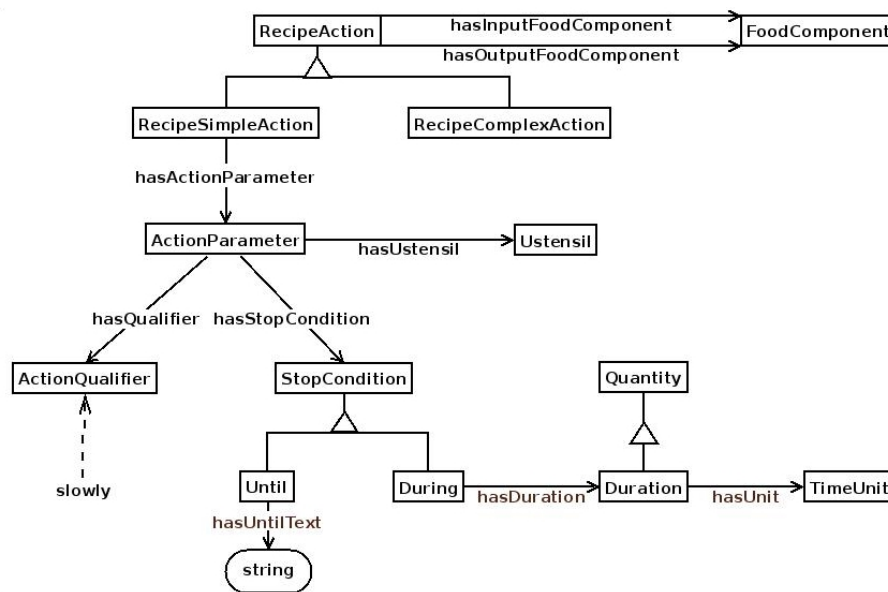 hasInputFoodComponent
RecipeAction
FoodComponent
hasOutputFoodComponent
RecipeSimpleAction
RecipeComplexAction
hasActionParameter
ActionParameter
hasUstensil
Ustensil
hasQualifier
hasStopCondition
ActionQualifier
StopCondition
Quantity
slowly
Until
During
hasDuration
Duration
hasUnit
TimeUnit
hasUntilText
string